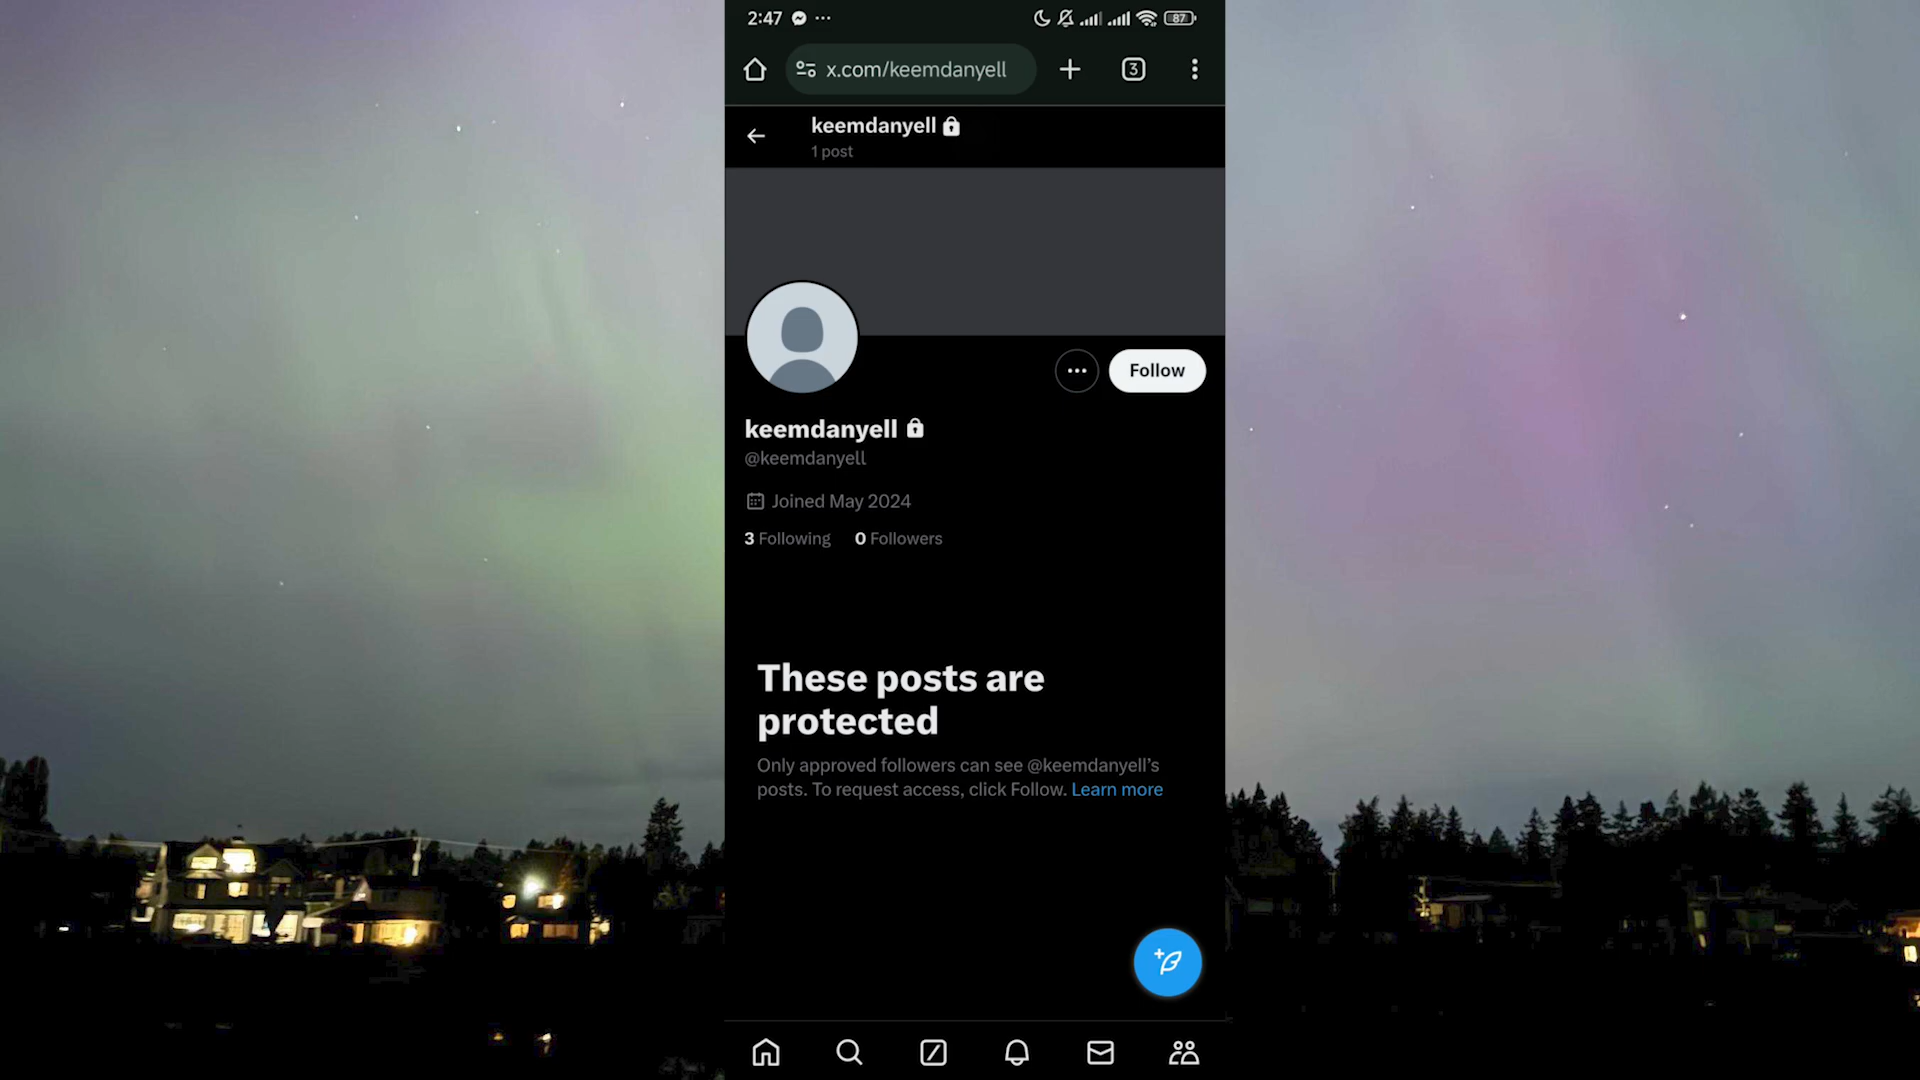 2:47
87
x.com/keemdanyell
3
keemdanyell
1 post
Follow
keemdanyell
@keemdanyell
Joined May 2024
3 Following 0 Followers
These posts are
protected
Only approved followers can see @keemdanyell’s
posts. To request access, click Follow. Learn more